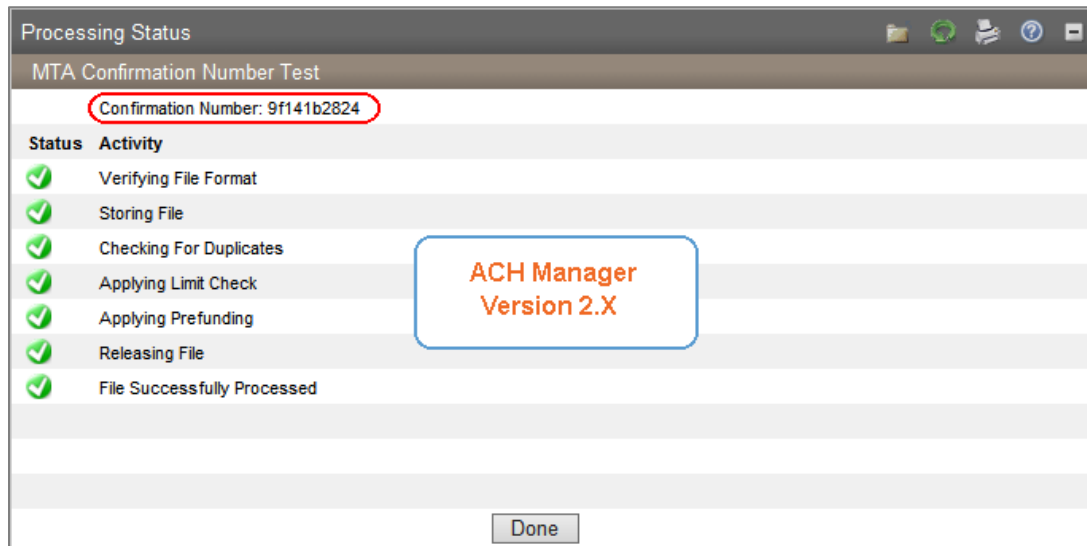 Processing Status
MTA Confirmation Number Test
Confirmation Number: 9f141b2824
Status Activity
Verifying File Format
Storing File
Checking For Duplicates
Applying Limit Check
Applying Prefunding
Releasing File
File Successfully Processed
ACH Manager
Version 2.X
Done